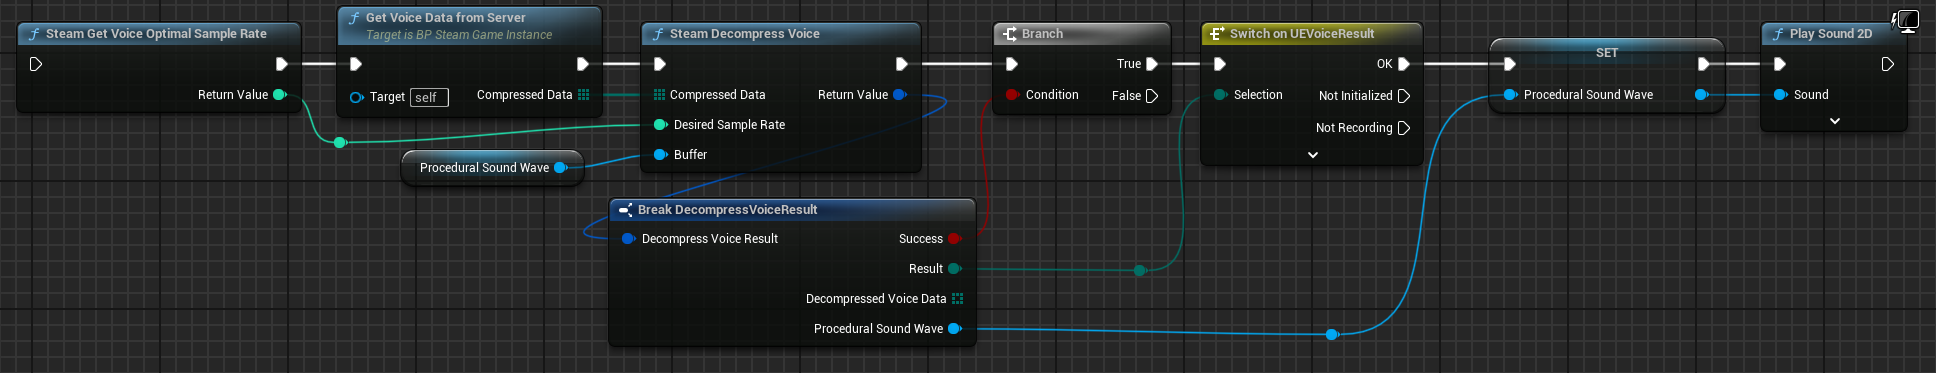 Steam Get Voice Optimal Sample Rate
Return Value
Get Voice Data from Server
Target is BP Steam Game Instance
Target self
Compressed Data
Procedural Sound Wave
Steam Decompress Voice
Compressed Data
Return Value
Desired Sample Rate
Buffer
Break DecompressVoiceResult
Decompress Voice Result
Success
Result
Decompressed Voice Data
Procedural Sound Wave
Branch
True
Condition
False
Switch on UEVoiceResult
OK
Selection
Not Initialized
Not Recording
SET
Procedural Sound Wave
Play Sound 2D
Sound